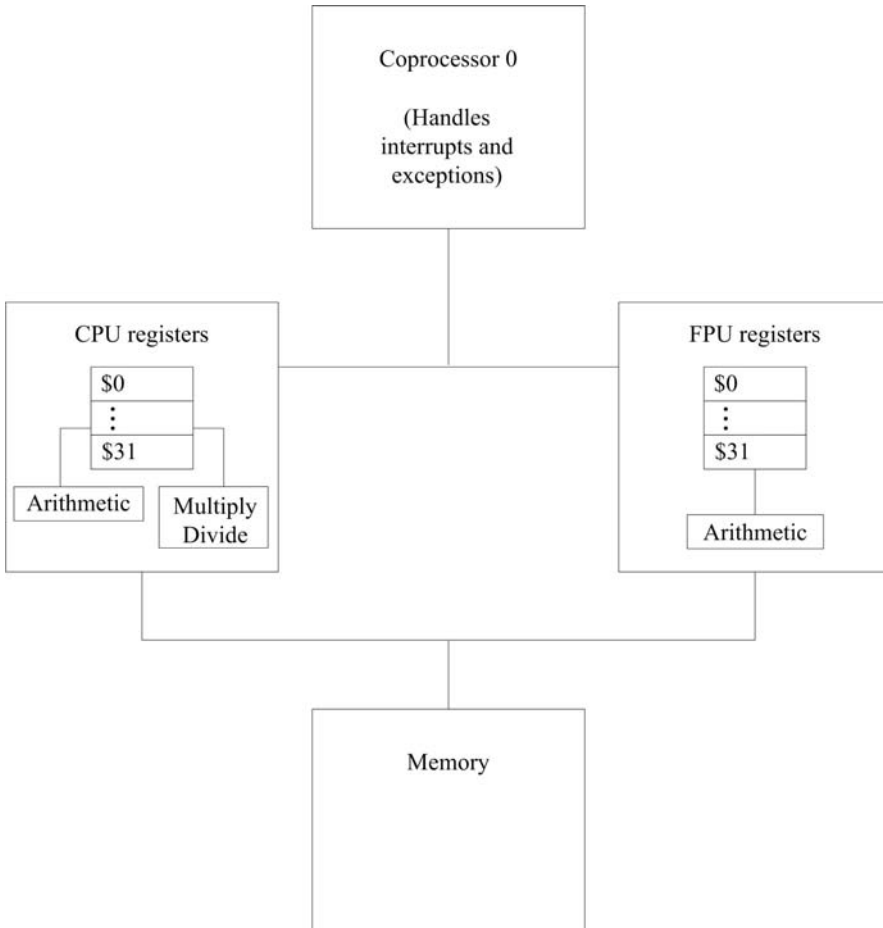 Coprocessor 0
(Handles
interrupts and
exceptions)
CPU registers
$0
⋮
$31
Arithmetic
Multiply
Divide
FPU registers
$0
⋮
$31
Arithmetic
Memory